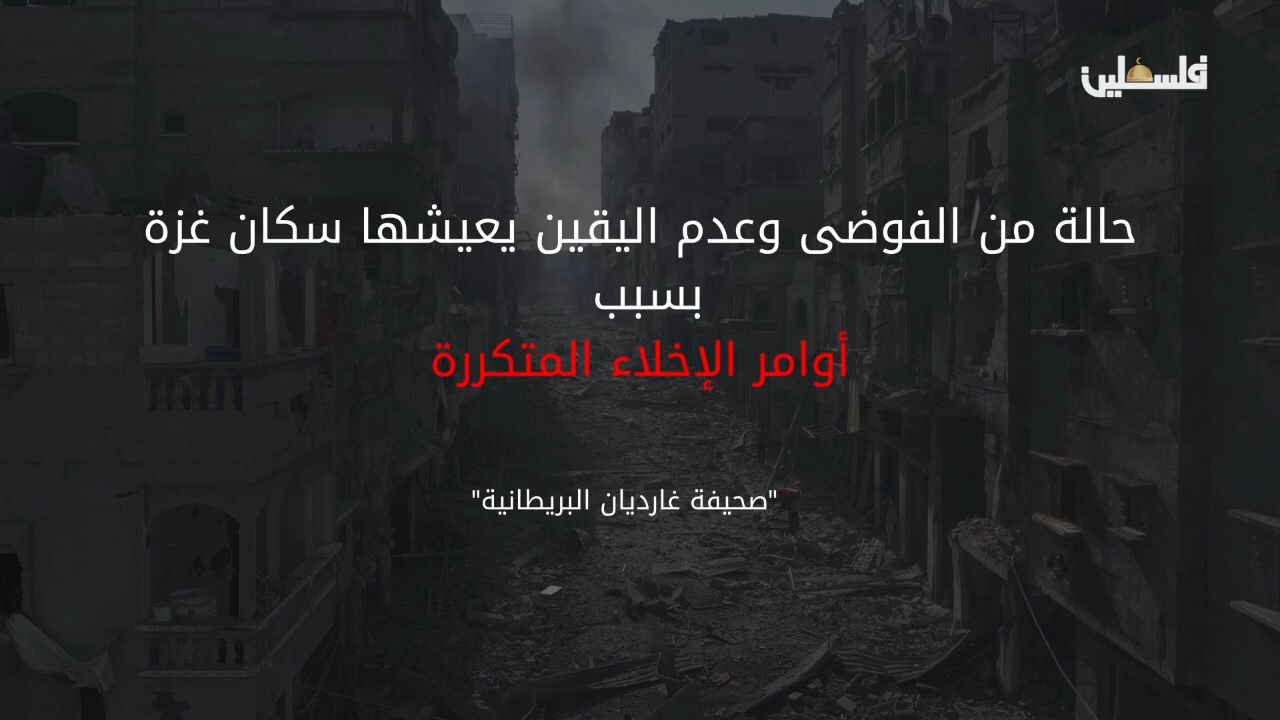 فلسطين
حالة من الفوضى وعدم اليقين يعيشها سكان غزة
بسبب
أوامر الإخلاء المتكررة
"صحيفة غارديان البريطانية"